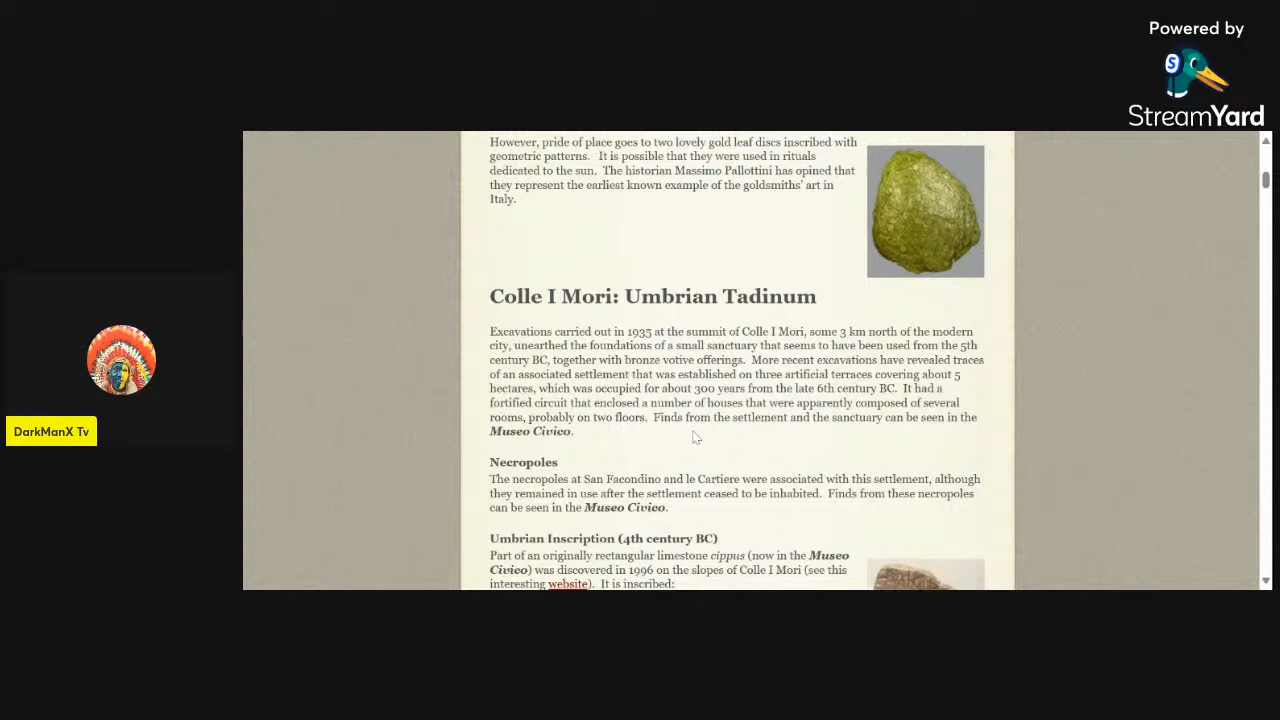 Powered by
S
StreamYard
However, pride of place goes to two lovely gold leaf discs inscribed with
geometric patterns.   It is possible that they were used in rituals
dedicated to the sun.  The historian Massimo Pallottini has opined that
they represent the earliest known example of the goldsmiths' art in
Italy.
Colle I Mori: Umbrian Tadinum
Excavations carried out in 1935 at the summit of Colle I Mori, some 3 km north of the modern
city, unearthed the foundations of a small sanctuary that seems to have been used from the 5th
century BC, together with bronze votive offerings.  More recent excavations have revealed traces
of an associated settlement that was established on three artificial terraces covering about 5
hectares, which was occupied for about 300 years from the late 6th century BC.  It had a
fortified circuit that enclosed a number of houses that were apparently composed of several
rooms, probably on two floors.  Finds from the settlement and the sanctuary can be seen in the
Museo Civico.
Necropoles
The necropoles at San Facondino and le Cartiere were associated with this settlement, although
they remained in use after the settlement ceased to be inhabited.  Finds from these necropoles
can be seen in the Museo Civico.
Umbrian Inscription (4th century BC)
Part of an originally rectangular limestone cippus (now in the Museo
Civico) was discovered in 1996 on the slopes of Colle I Mori (see this
interesting website).  It is inscribed:
DarkManX Tv